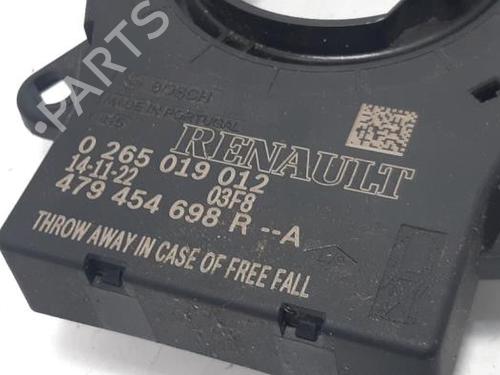 PARTS
BOSCH
MADE IN PORTUGAL
H5
RENAULT
0 265 019 012
14-11-22 03F8
479 454 698 R --A
THROW AWAY IN CASE OF FREE FALL